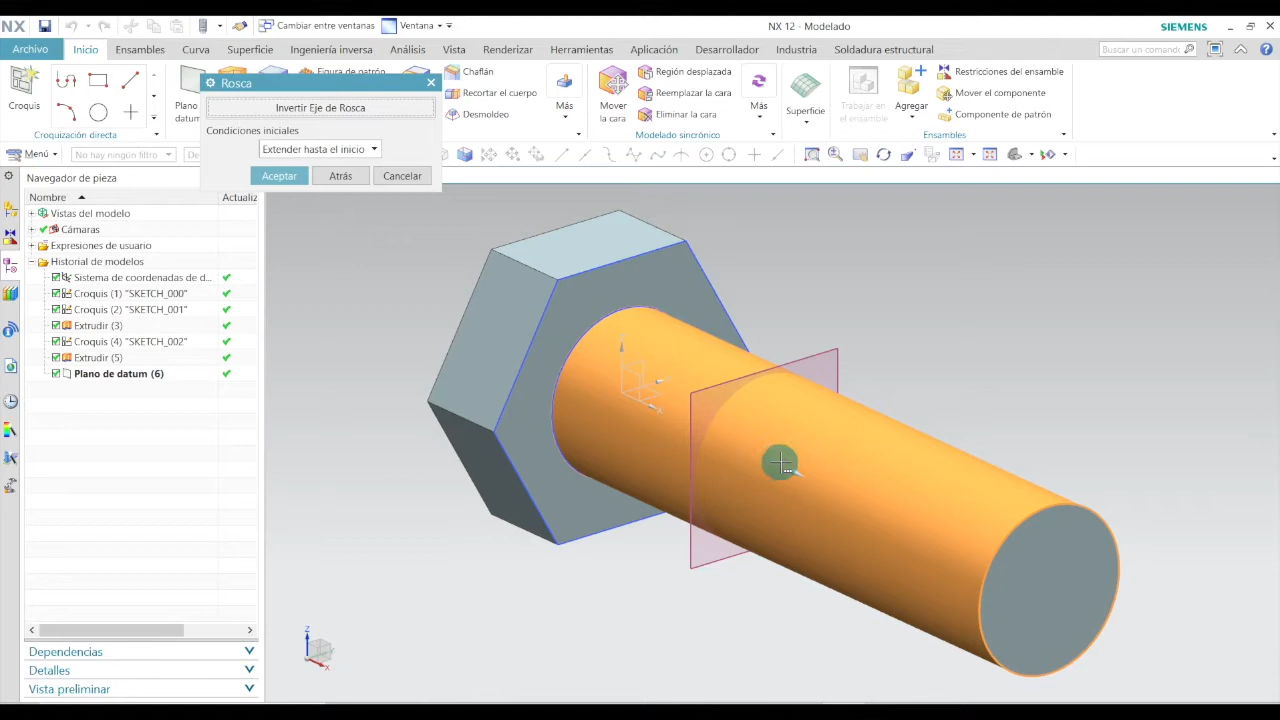 NX
Cambiar entre ventanas
Ventana
NX 12 - Modelado
SIEMENS
Archivo
Inicio
Ensambles
Curva
Superficie
Ingeniería inversa
Análisis
Vista
Renderizar
Herramientas
Aplicación
Desarrollador
Industria
Soldadura estructural
Buscar un comando
Croquis
Plano
datum
Figura de patrón
Chaflán
Recortar el cuerpo
Desmoldeo
Más
Mover
la cara
Región desplazada
Reemplazar la cara
Eliminar la cara
Más
Superficie
Trabajar en
el ensamble
Agregar
Restricciones del ensamble
Mover el componente
Componente de patrón
Croquización directa
Modelado sincrónico
Ensambles
Rosca
Invertir Eje de Rosca
Condiciones iniciales
Extender hasta el inicio
Aceptar
Atrás
Cancelar
Menú
No hay ningún filtro
De
Navegador de pieza
Nombre
Actualiz
Vistas del modelo
Cámaras
Expresiones de usuario
Historial de modelos
Sistema de coordenadas de d...
Croquis (1) "SKETCH_000"
Croquis (2) "SKETCH_001"
Extrudir (3)
Croquis (4) "SKETCH_002"
Extrudir (5)
Plano de datum (6)
Dependencias
Detalles
Vista preliminar
X
Z
Y
X